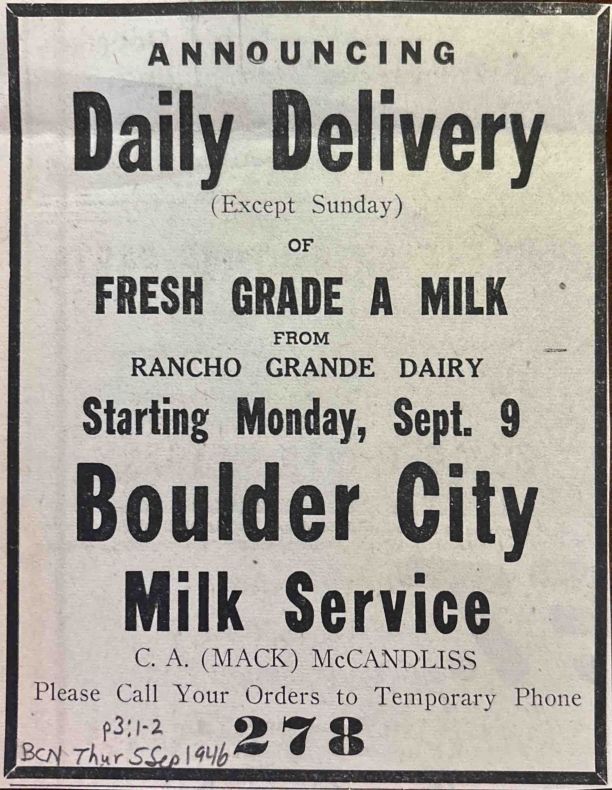 ANNOUNCING
Daily Delivery
(Except Sunday)
OF
FRESH GRADE A MILK
FROM
RANCHO GRANDE DAIRY
Starting Monday, Sept. 9
Boulder City
Milk Service
C. A. (MACK) McCANDLISS
Please Call Your Orders to Temporary Phone
278
p3:1-2
BCN Thur 5 Sep 1946